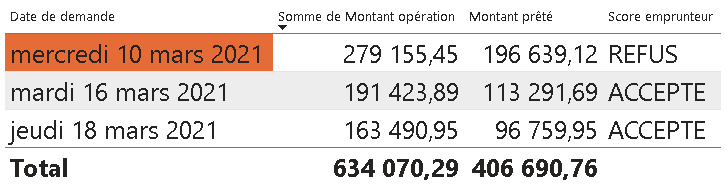 Date de demande Somme de Montant opération Montant prêté Score emprunteur
mercredi 10 mars 2021 279 155,45 196 639,12 REFUS
mardi 16 mars 2021 191 423,89 113 291,69 ACCEPTE
jeudi 18 mars 2021 163 490,95 96 759,95 ACCEPTE
Total 634 070,29 406 690,76